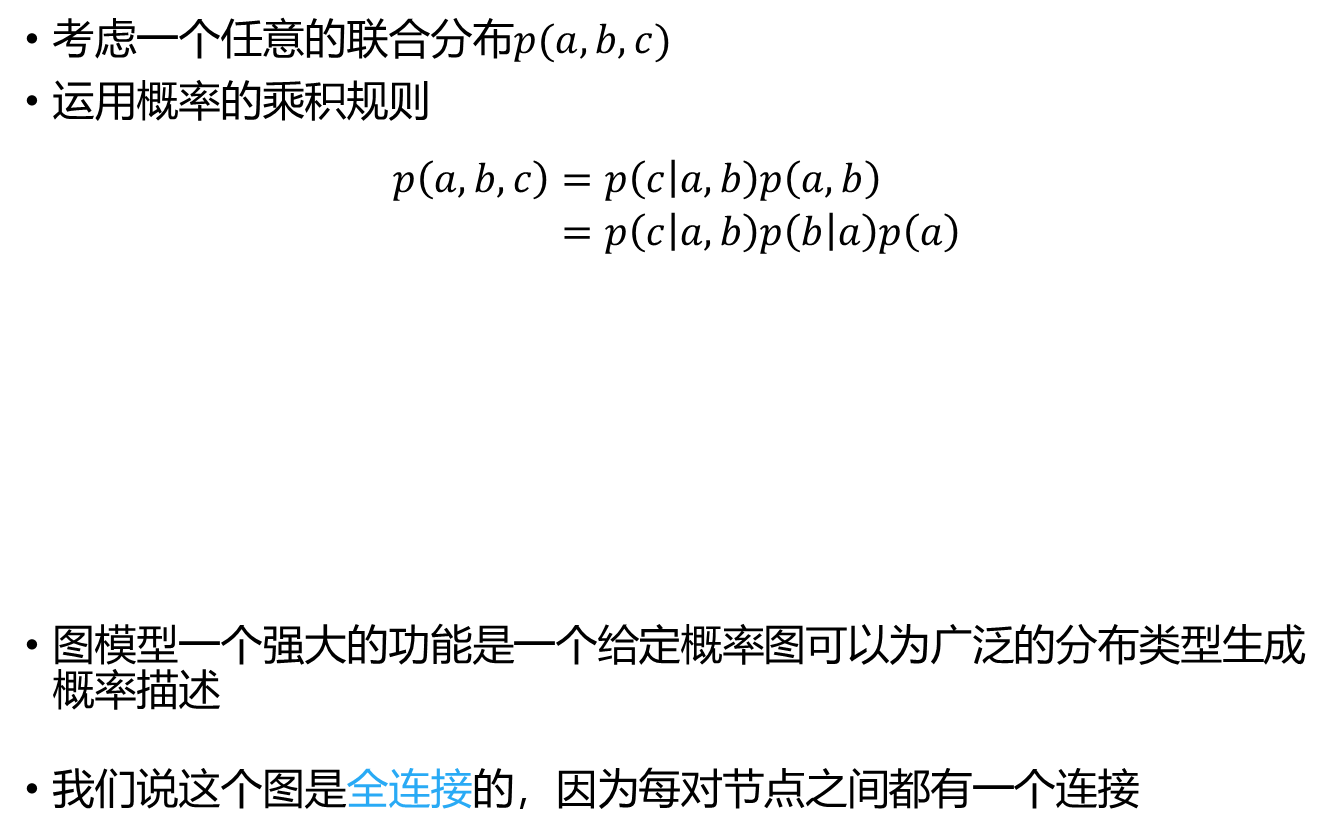 • 考虑一个任意的联合分布p(a, b, c)
• 运用概率的乘积规则
p(a, b, c) = p(c|a, b)p(a, b)
= p(c|a, b)p(b|a)p(a)
• 图模型一个强大的功能是一个给定概率图可以为广泛的分布类型生成
概率描述
• 我们说这个图是全连接的，因为每对节点之间都有一个连接